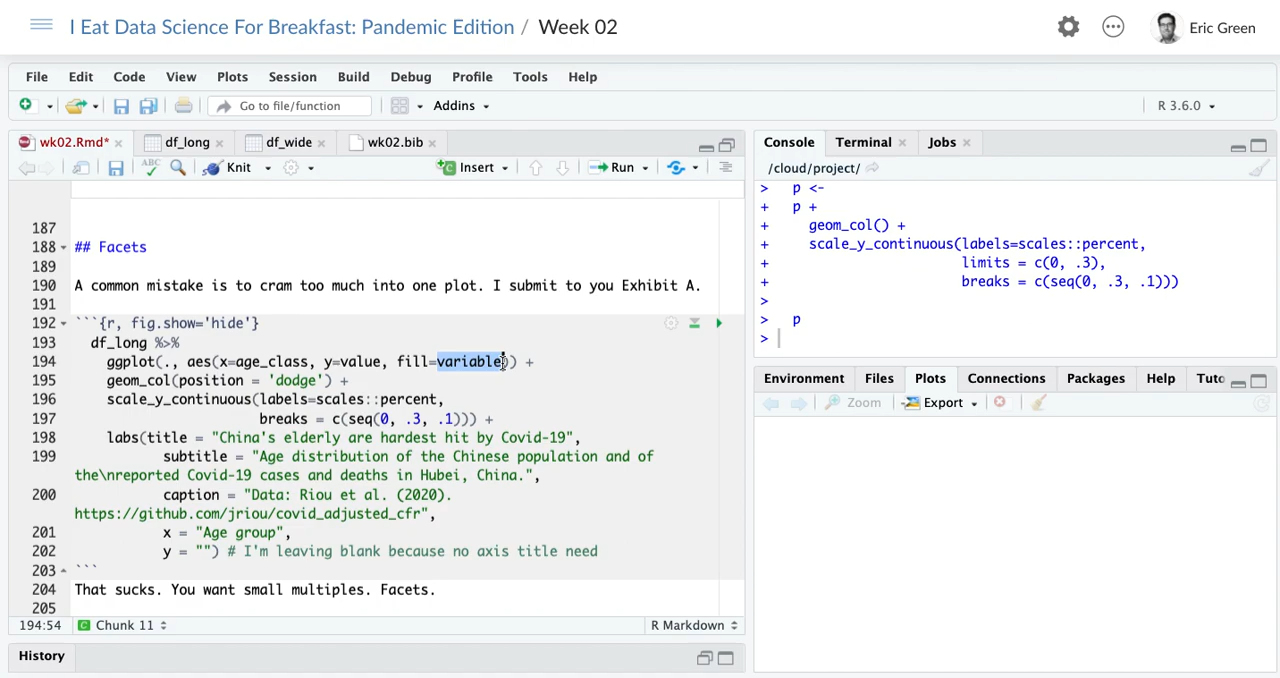 I Eat Data Science For Breakfast: Pandemic Edition / Week 02
Eric Green
File Edit Code View Plots Session Build Debug Profile Tools Help
Go to file/function Addins R 3.6.0
wk02.Rmd* df_long df_wide wk02.bib
ABC Knit Insert Run
187
188 ## Facets
189
190 A common mistake is to cram too much into one plot. I submit to you Exhibit A.
191
192 ```{r, fig.show='hide'}
193 df_long %>%
194 ggplot(., aes(x=age_class, y=value, fill=variable)) +
195 geom_col(position = 'dodge') +
196 scale_y_continuous(labels=scales::percent,
197 breaks = c(seq(0, .3, .1))) +
198 labs(title = "China's elderly are hardest hit by Covid-19",
199 subtitle = "Age distribution of the Chinese population and of
the\nreported Covid-19 cases and deaths in Hubei, China.",
200 caption = "Data: Riou et al. (2020).
https://github.com/jriou/covid_adjusted_cfr",
201 x = "Age group",
202 y = "") # I'm leaving blank because no axis title need
203 ```
204 That sucks. You want small multiples. Facets.
205
194:54 Chunk 11 R Markdown
History
Console Terminal Jobs
/cloud/project/
> p <-
+ p +
+ geom_col() +
+ scale_y_continuous(labels=scales::percent,
+ limits = c(0, .3),
+ breaks = c(seq(0, .3, .1)))
>
> p
>
Environment Files Plots Connections Packages Help Tuto
Zoom Export